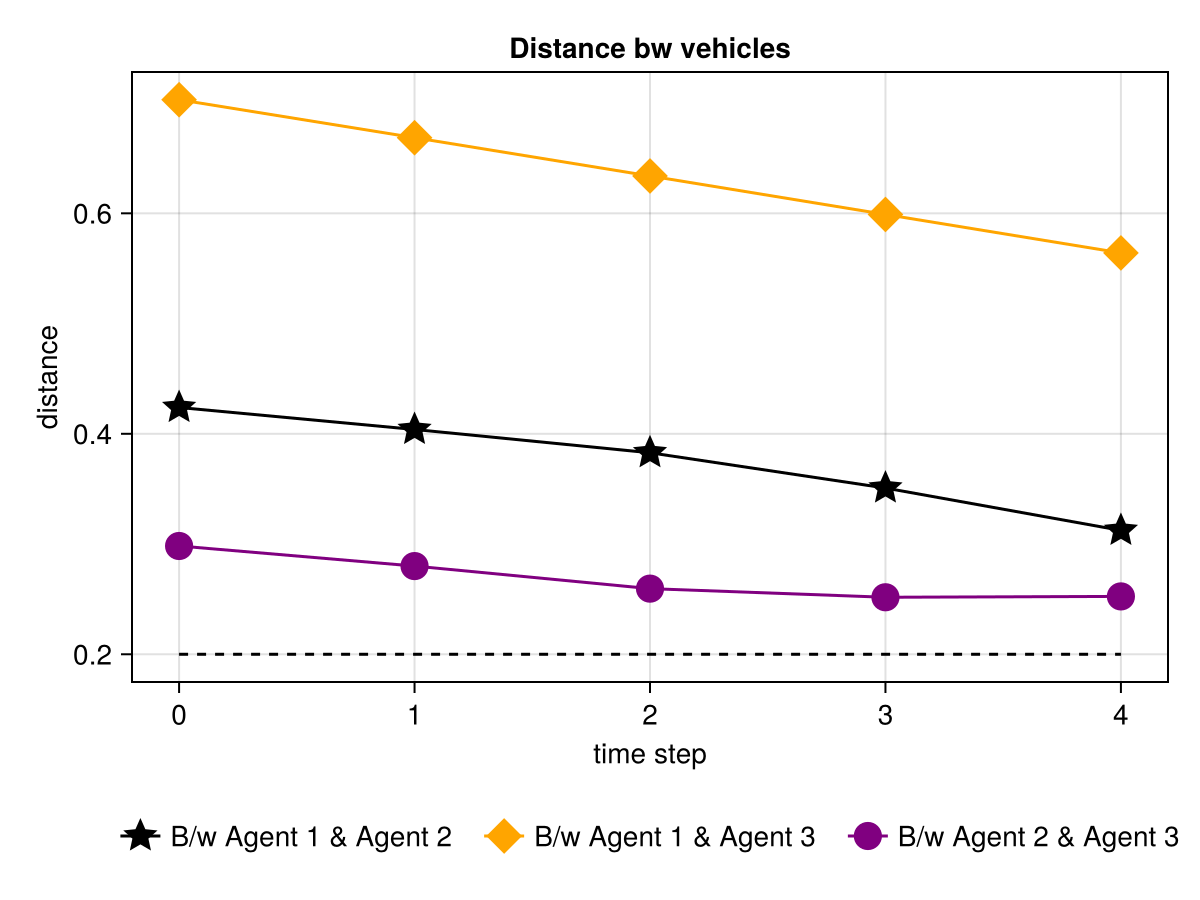 Distance bw vehicles
0.6
0.4
0.2
distance
0 1 2 3 4
time step
B/w Agent 1 & Agent 2 B/w Agent 1 & Agent 3 B/w Agent 2 & Agent 3